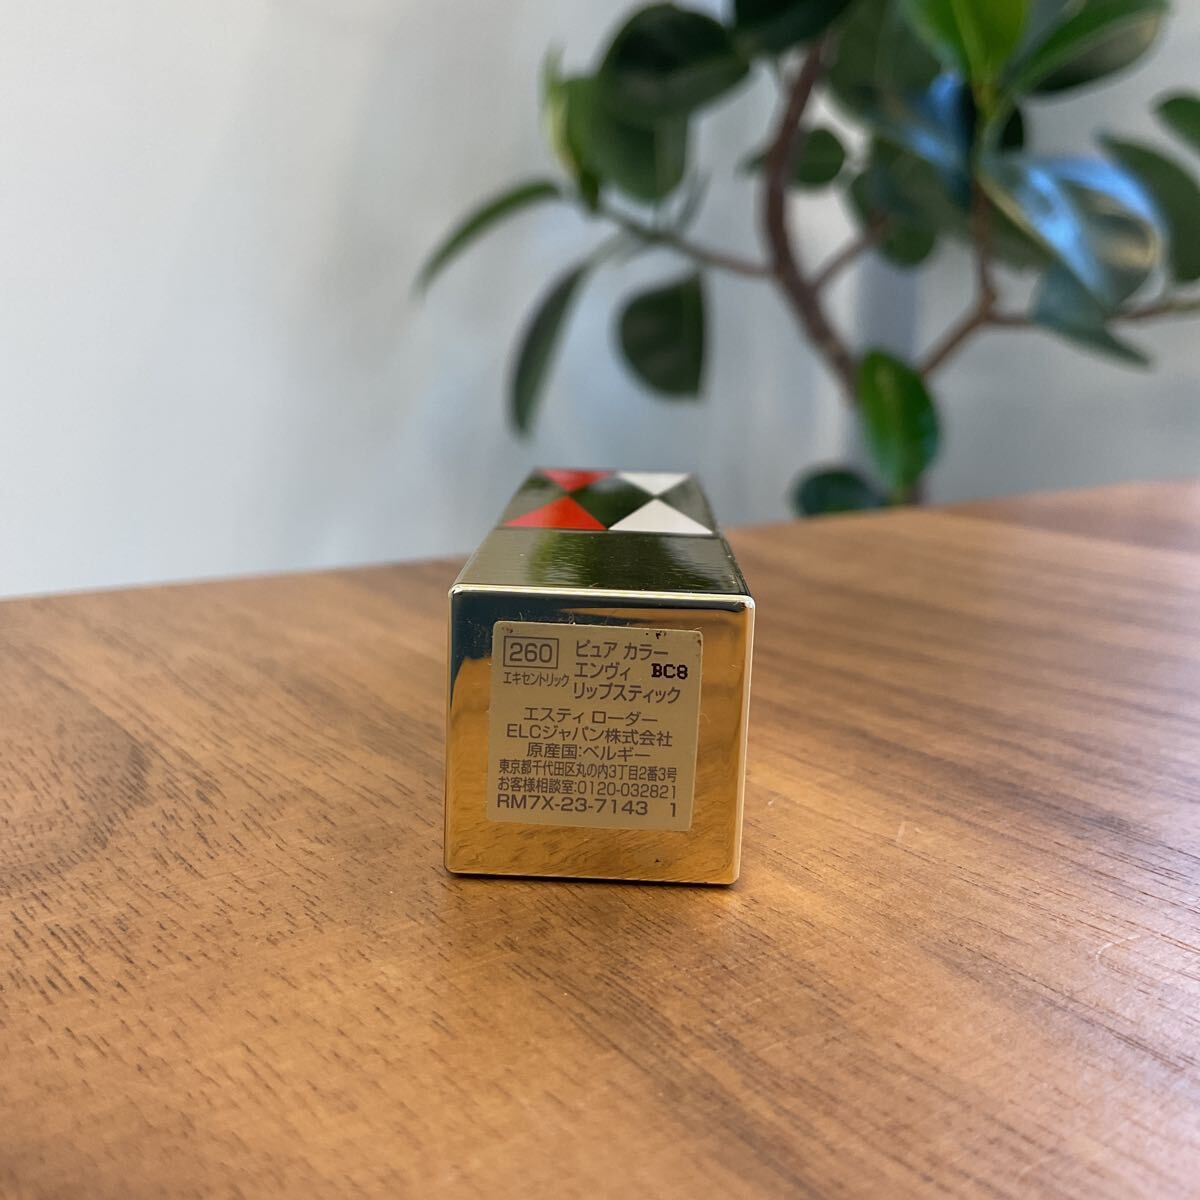 260 ピュア カラー
エキセントリック エンヴィ BC8
リップスティック
エスティ ローダー
ELCジャパン株式会社
原産国:ベルギー
東京都千代田区丸の内3丁目2番3号
お客様相談室:0120-032821
RM7X-23-7143 1